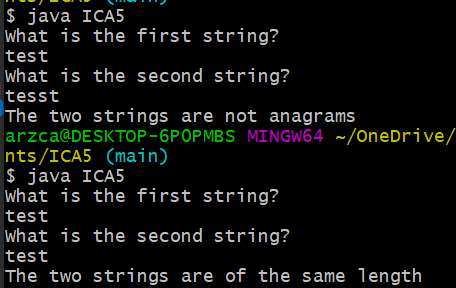 nts/ICA5 (main)
$ java ICA5
What is the first string?
test
What is the second string?
tesst
The two strings are not anagrams
arzca@DESKTOP-6P0PMBS MINGW64 ~/OneDrive/
nts/ICA5 (main)
$ java ICA5
What is the first string?
test
What is the second string?
test
The two strings are of the same length